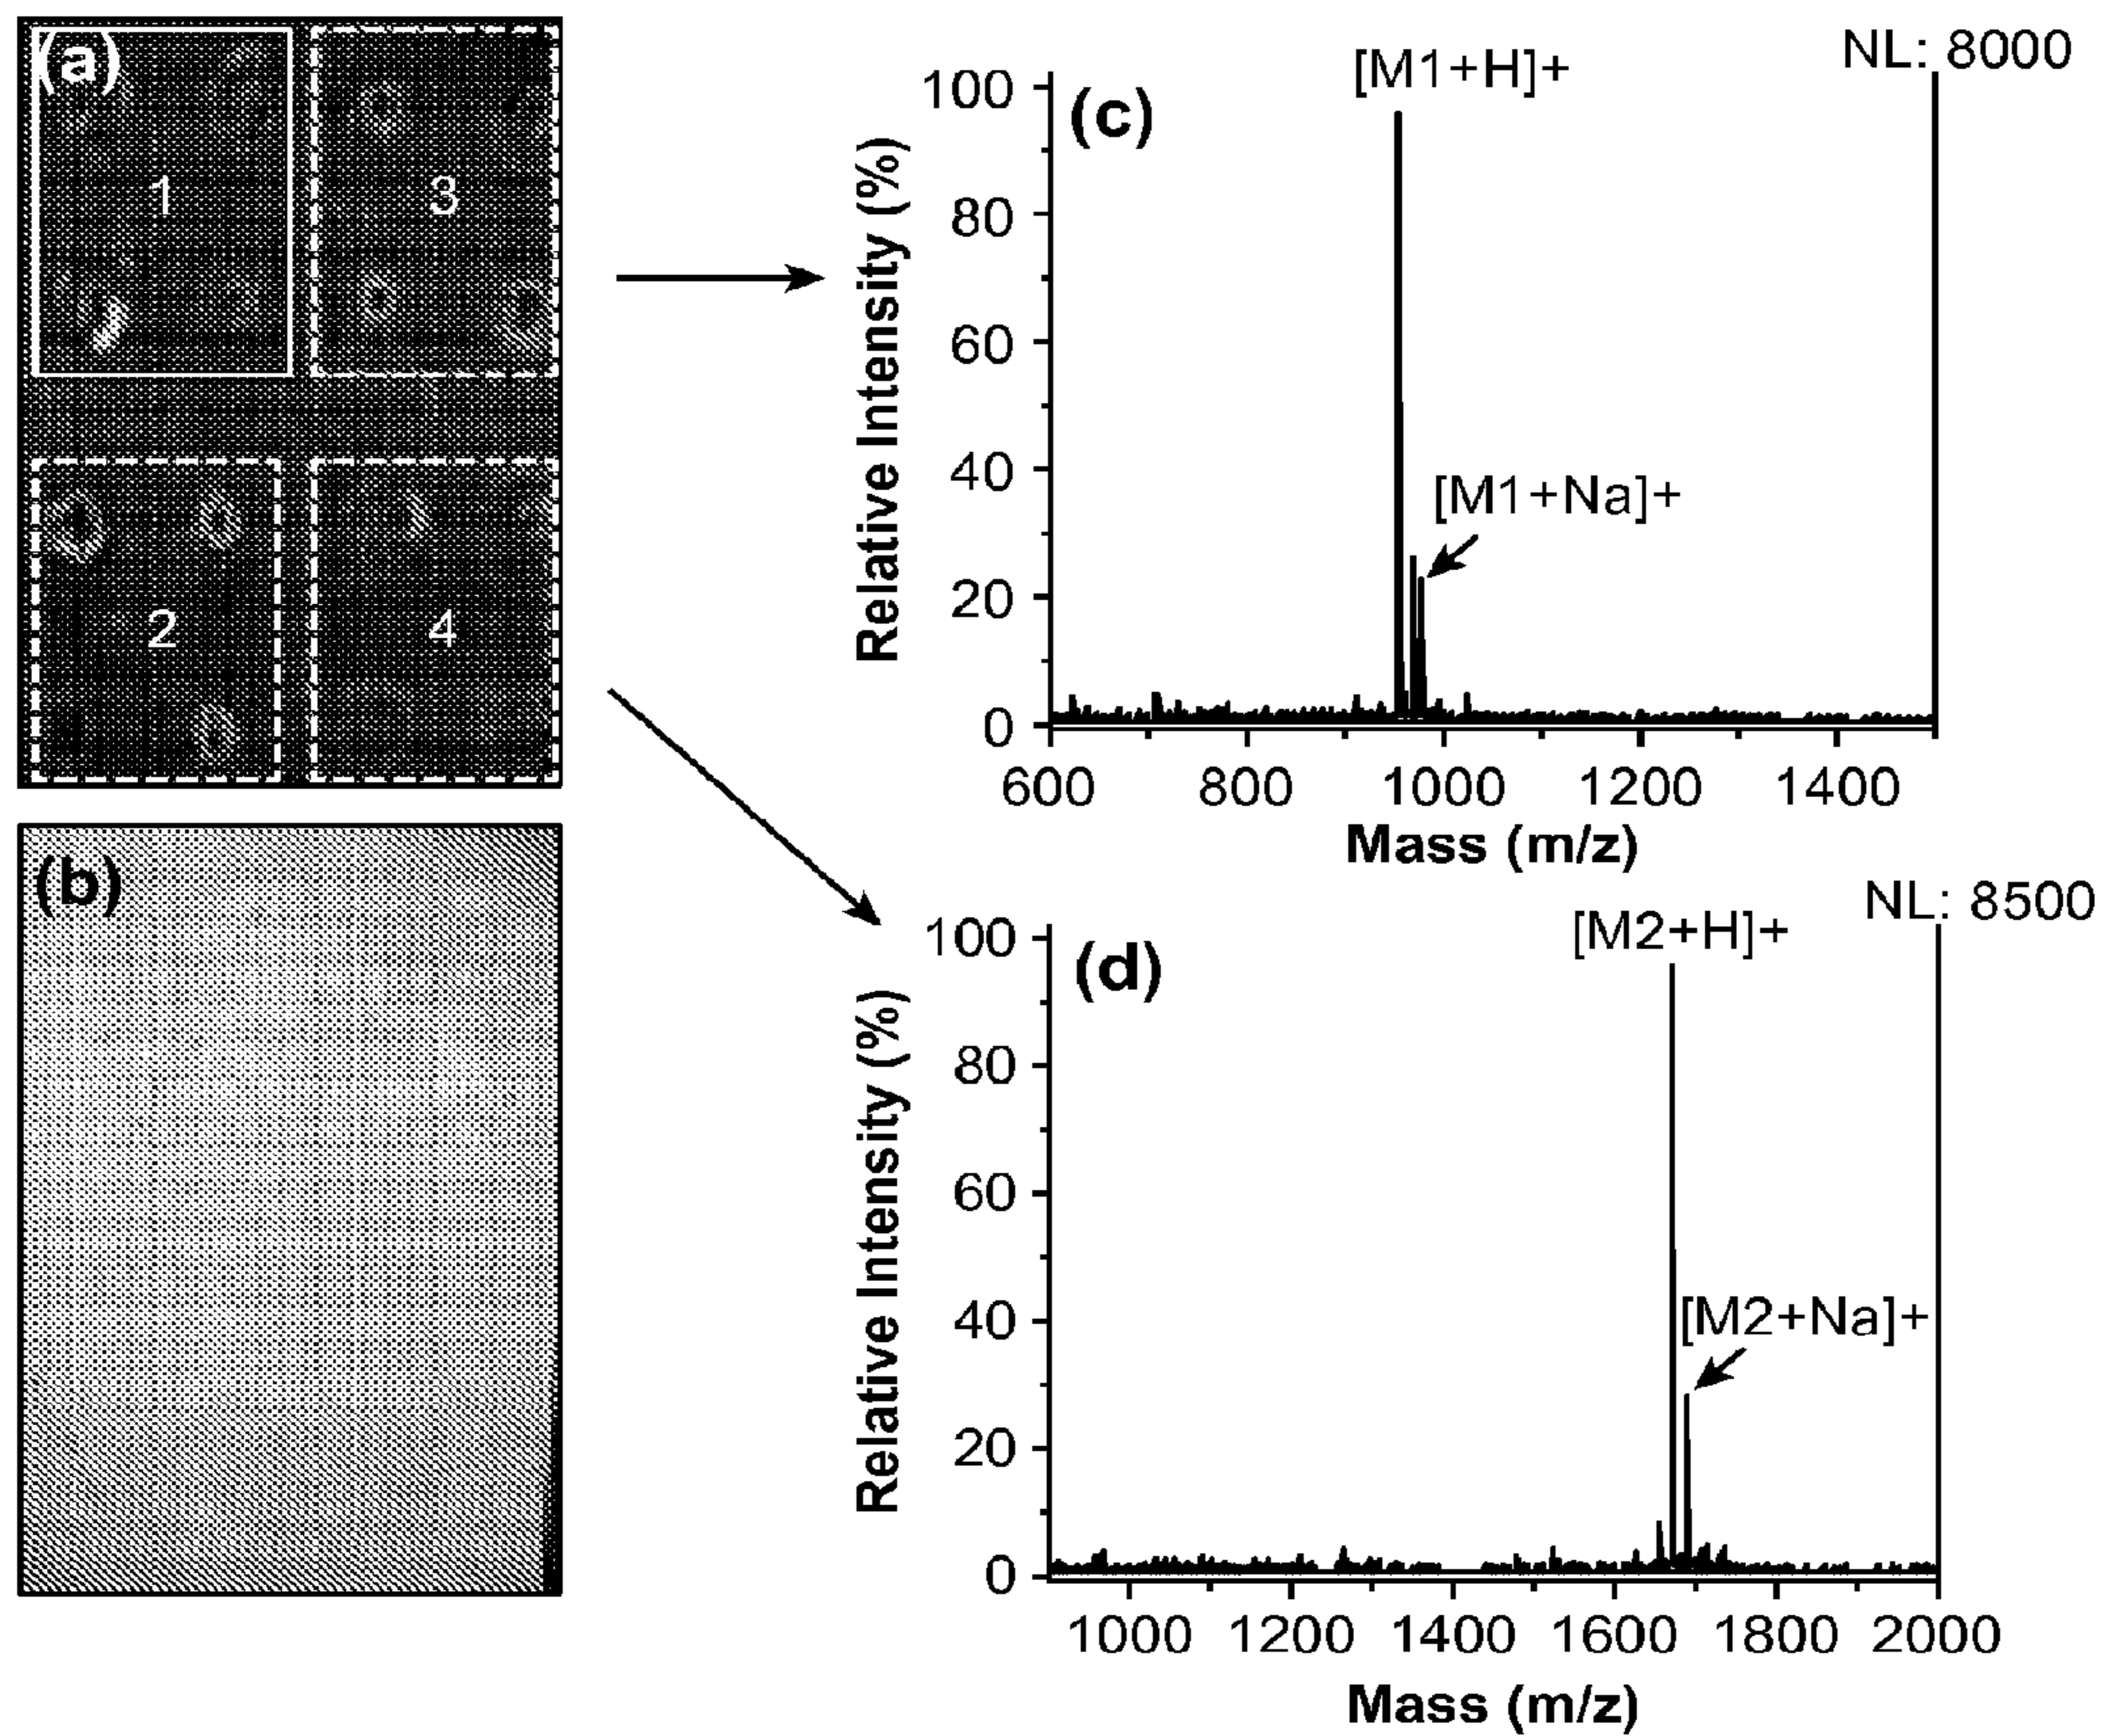 (a)
1
3
2
4
(b)
NL: 8000
[M1+H]+
(c)
[M1+Na]+
100
80
60
40
20
0
Relative Intensity (%)
600 800 1000 1200 1400
Mass (m/z)
NL: 8500
[M2+H]+
(d)
[M2+Na]+
100
80
60
40
20
0
Relative Intensity (%)
1000 1200 1400 1600 1800 2000
Mass (m/z)